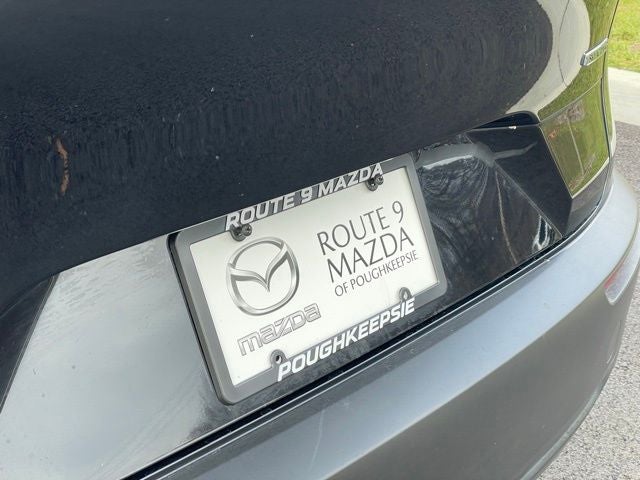 ROUTE 9 MAZDA
ROUTE 9
MAZDA
OF POUGHKEEPSIE
mazda
POUGHKEEPSIE